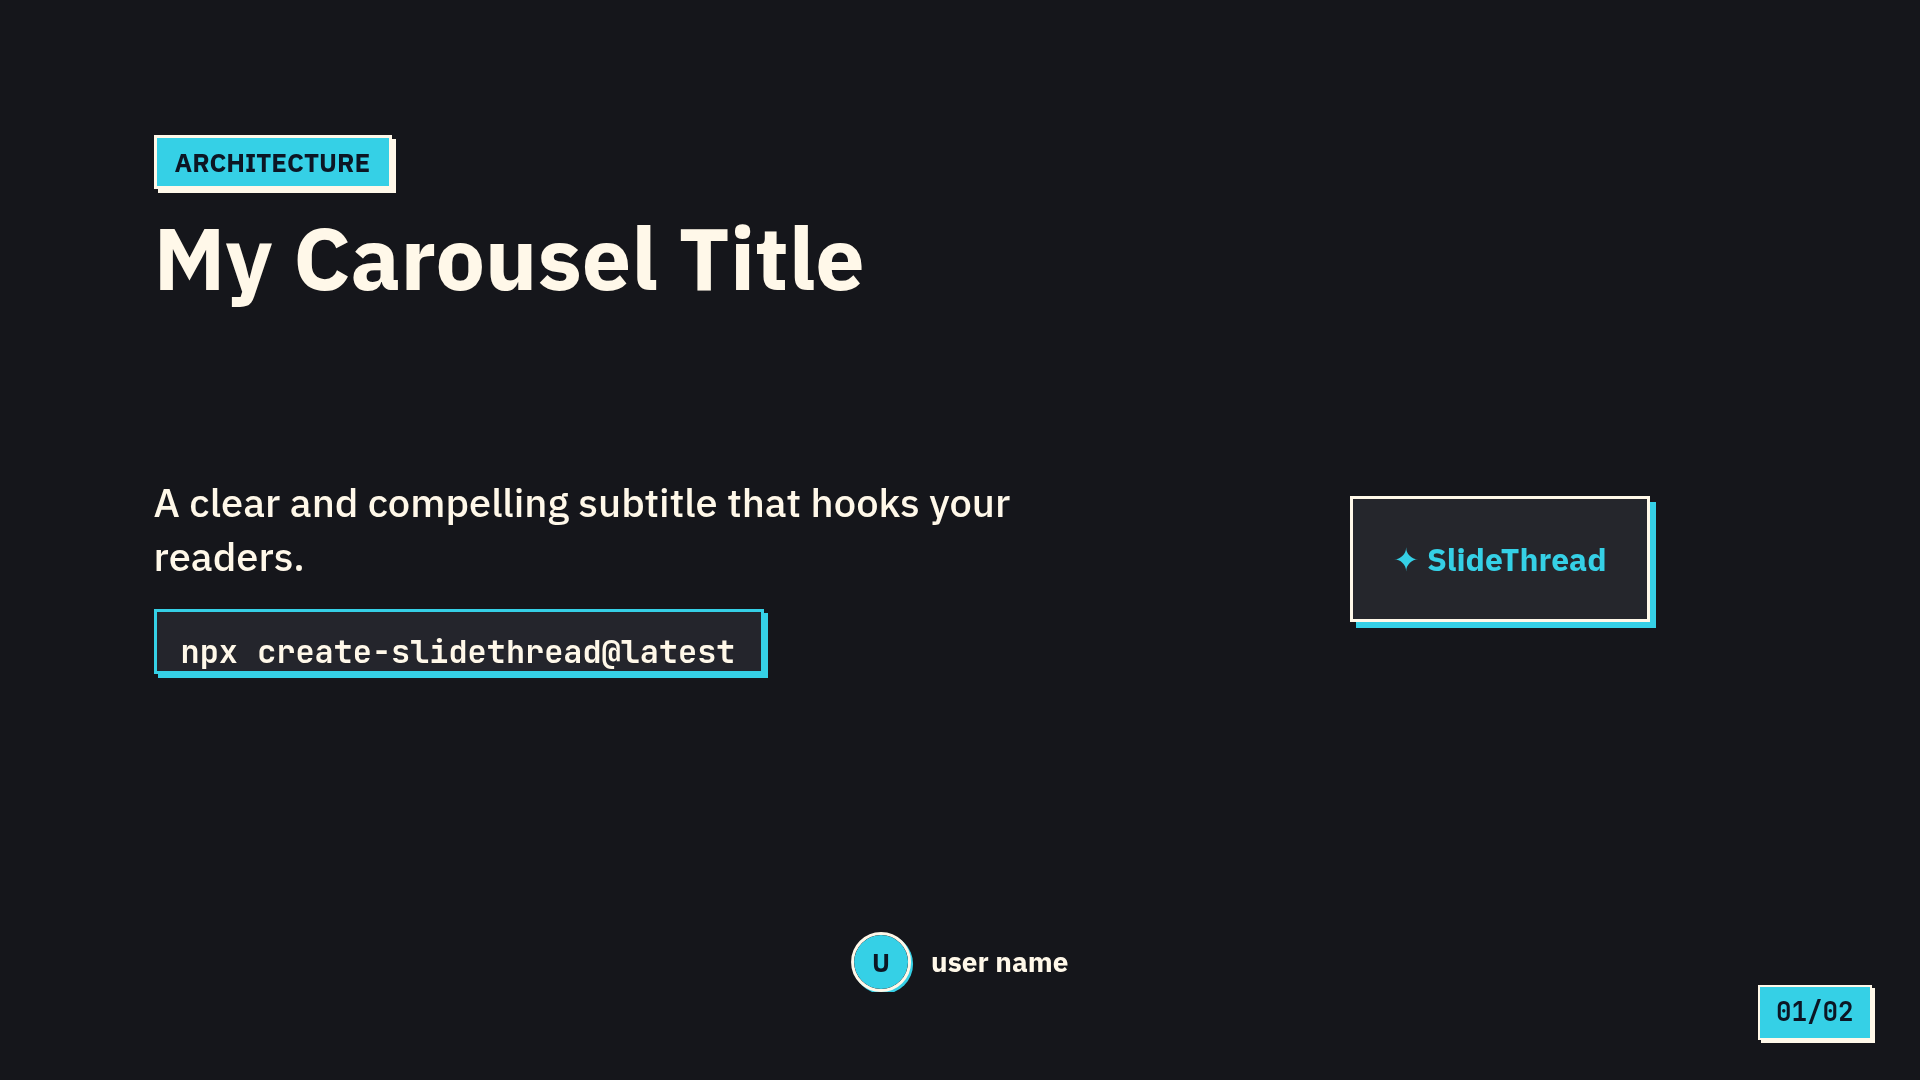 ARCHITECTURE
My Carousel Title
A clear and compelling subtitle that hooks your
readers.
npx create-slidethread@latest
✦ SlideThread
U
user name
01/02